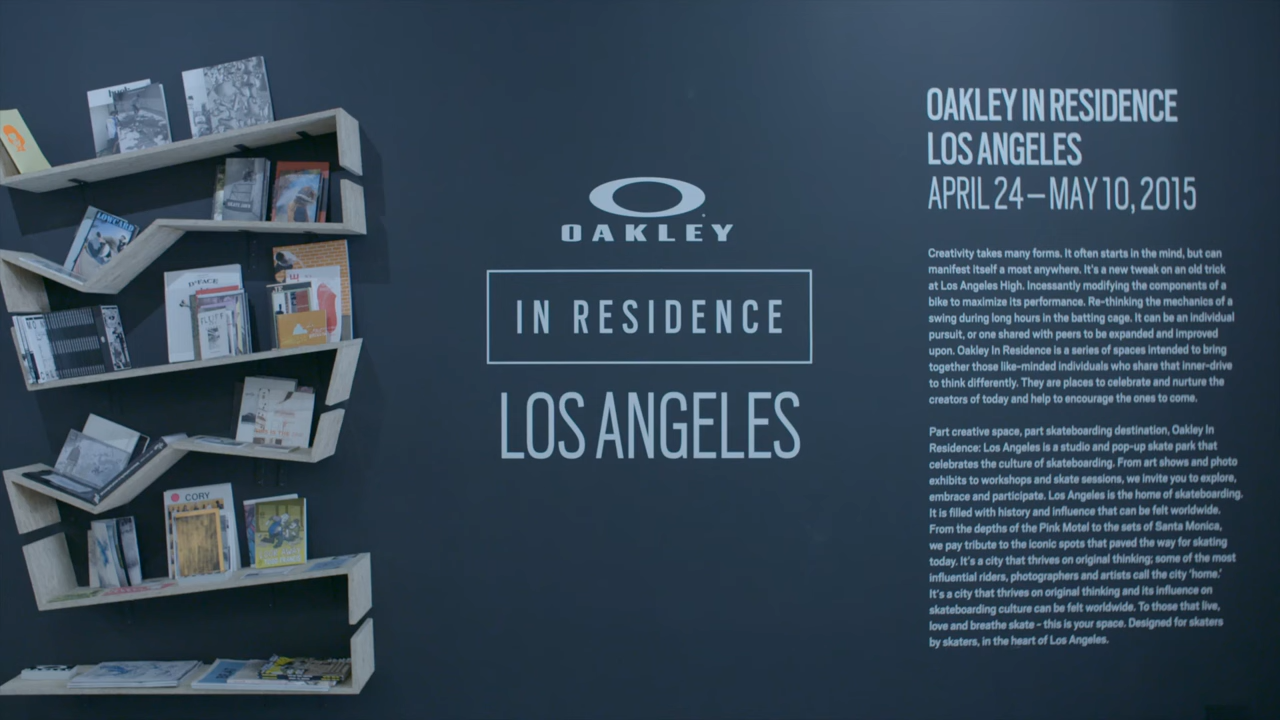 OAKLEY
IN RESIDENCE
LOS ANGELES
OAKLEY IN RESIDENCE
LOS ANGELES
APRIL 24 – MAY 10, 2015
Creativity takes many forms. It often starts in the mind, but can
manifest itself a most anywhere. It's a new tweak on an old trick
at Los Angeles High. Incessantly modifying the components of a
bike to maximize its performance. Re-thinking the mechanics of a
swing during long hours in the batting cage. It can be an individual
pursuit, or one shared with peers to be expanded and improved
upon. Oakley In Residence is a series of spaces intended to bring
together those like-minded individuals who share that inner-drive
to think differently. They are places to celebrate and nurture the
creators of today and help to encourage the ones to come.
Part creative space, part skateboarding destination, Oakley In
Residence: Los Angeles is a studio and pop-up skate park that
celebrates the culture of skateboarding. From art shows and photo
exhibits to workshops and skate sessions, we invite you to explore,
embrace and participate. Los Angeles is the home of skateboarding.
It is filled with history and influence that can be felt worldwide.
From the depths of the Pink Motel to the sets of Santa Monica,
we pay tribute to the iconic spots that paved the way for skating
today. It's a city that thrives on original thinking; some of the most
influential riders, photographers and artists call the city 'home.'
It's a city that thrives on original thinking and its influence on
skateboarding culture can be felt worldwide. To those that live,
love and breathe skate - this is your space. Designed for skaters
by skaters, in the heart of Los Angeles.
LOWCARD
CORY